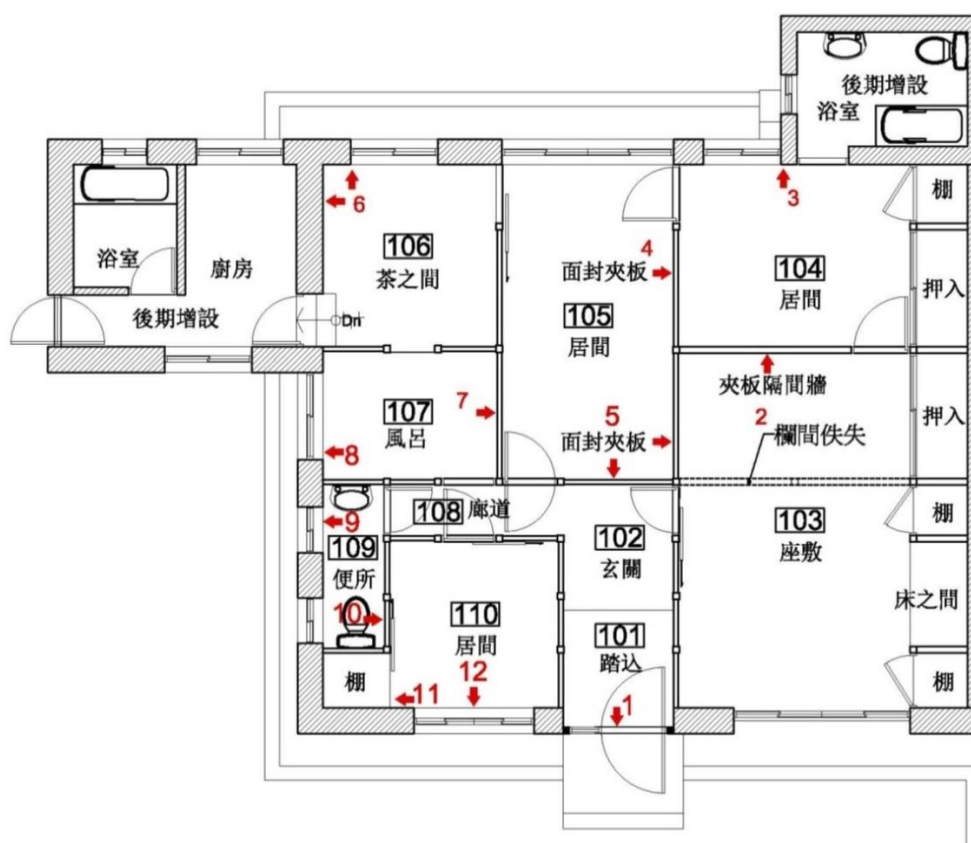 後期增設
浴室
3
棚
6
4
106
茶之間
面封夾板
104
居間
押入
浴室
廚房
後期增設
Dn
105
居間
夾板隔間牆
107
風呂
7
5
面封夾板
2
欄間佚失
押入
8
9
108
廊道
109
便所
102
玄關
103
座敷
棚
床之間
10
110
居間
101
踏込
棚
11
12
1
棚